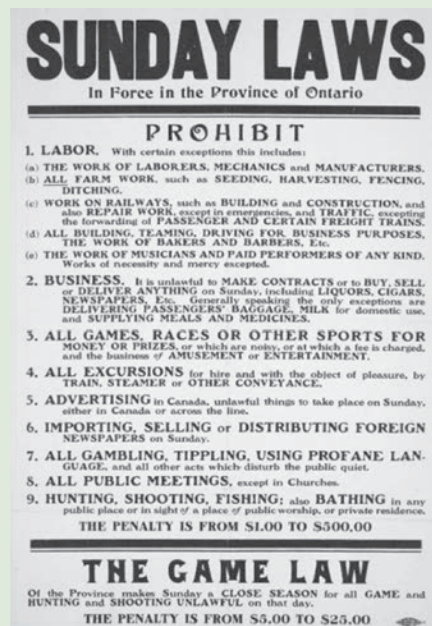 SUNDAY LAWS
In Force in the Province of Ontario
PROHIBIT
1. LABOR. With certain exceptions this includes:
(a) THE WORK OF LABORERS, MECHANICS and MANUFACTURERS.
(b) ALL FARM WORK, such as SEEDING, HARVESTING, FENCING,
DITCHING.
(c) WORK ON RAILWAYS, such as BUILDING and CONSTRUCTION, and
also REPAIR WORK, except in emergencies, and TRAFFIC, excepting
the forwarding of PASSENGER AND CERTAIN FREIGHT TRAINS.
(d) ALL BUILDING, TEAMING, DRIVING FOR BUSINESS PURPOSES,
THE WORK OF BAKERS AND BARBERS, Etc.
(e) THE WORK OF MUSICIANS AND PAID PERFORMERS OF ANY KIND.
Works of necessity and mercy excepted.
2. BUSINESS. It is unlawful to MAKE CONTRACTS or to BUY, SELL
or DELIVER ANYTHING on Sunday, including LIQUORS, CIGARS,
NEWSPAPERS, Etc. Generally speaking the only exceptions are
DELIVERING PASSENGERS' BAGGAGE, MILK for domestic use,
and SUPPLYING MEALS AND MEDICINES.
3. ALL GAMES, RACES OR OTHER SPORTS FOR
MONEY OR PRIZES, or which are noisy, or at which a fee is charged,
and the business of AMUSEMENT or ENTERTAINMENT.
4. ALL EXCURSIONS for hire and with the object of pleasure, by
TRAIN, STEAMER or OTHER CONVEYANCE.
5. ADVERTISING in Canada, unlawful things to take place on Sunday,
either in Canada or across the line.
6. IMPORTING, SELLING or DISTRIBUTING FOREIGN
NEWSPAPERS on Sunday.
7. ALL GAMBLING, TIPPLING, USING PROFANE LAN-
GUAGE, and all other acts which disturb the public quiet.
8. ALL PUBLIC MEETINGS, except in Churches.
9. HUNTING, SHOOTING, FISHING; also BATHING in any
public place or in sight of a place of public worship, or private residence.
THE PENALTY IS FROM $1.00 TO $500.00
THE GAME LAW
Of the Province makes Sunday a CLOSE SEASON for all GAME and
HUNTING and SHOOTING UNLAWFUL on that day.
THE PENALTY IS FROM $5.00 TO $25.00